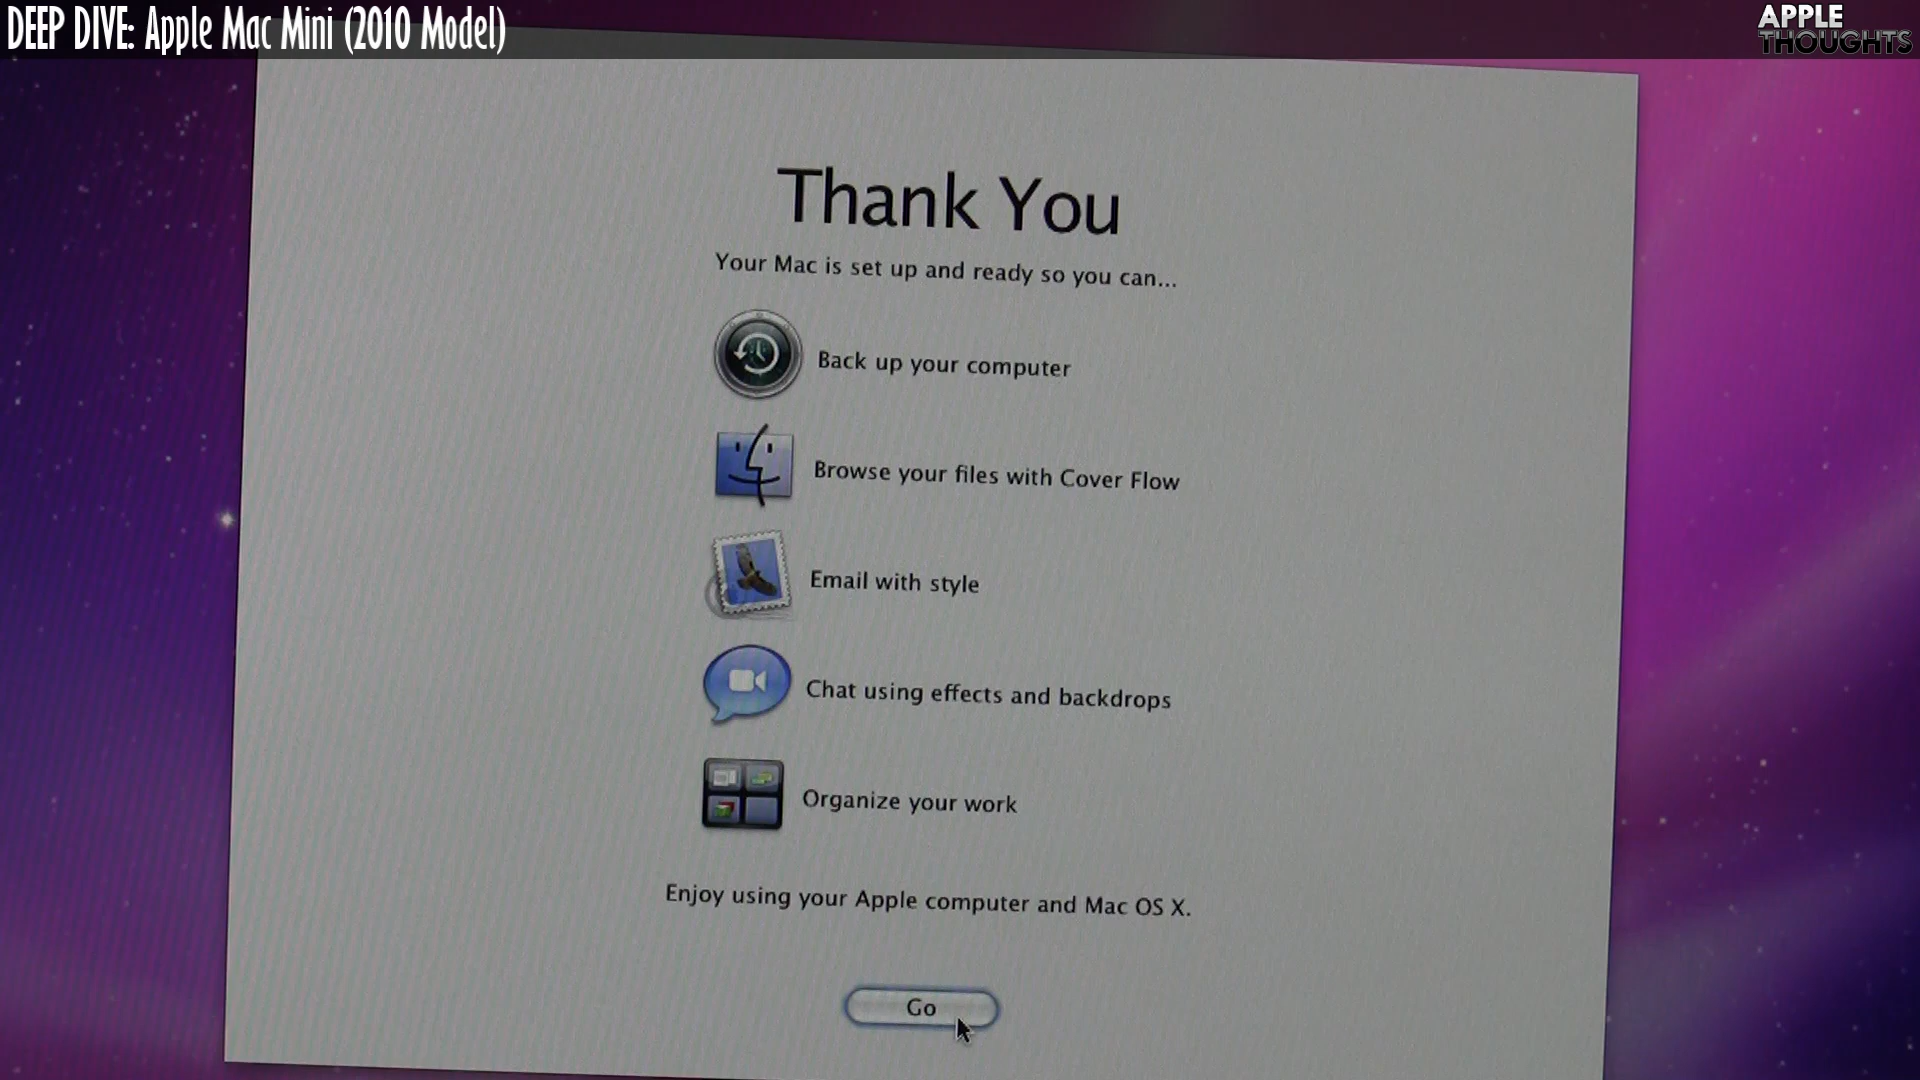 DEEP DIVE: Apple Mac Mini (2010 Model)
APPLE
THOUGHTS
Thank You
Your Mac is set up and ready so you can...
Back up your computer
Browse your files with Cover Flow
Email with style
Chat using effects and backdrops
Organize your work
Enjoy using your Apple computer and Mac OS X.
Go